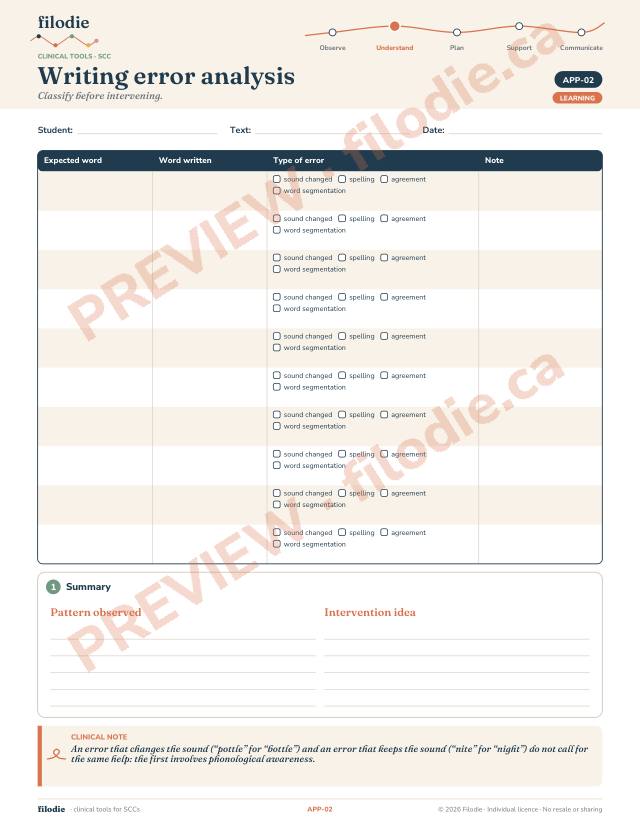 filodie
Observe Understand Plan Support Communicate
CLINICAL TOOLS · SCC
Writing error analysis
Classify before intervening.
APP-02
LEARNING
Student: Text: Date:
Expected word Word written Type of error Note
sound changed spelling agreement
word segmentation
sound changed spelling agreement
word segmentation
sound changed spelling agreement
word segmentation
sound changed spelling agreement
word segmentation
sound changed spelling agreement
word segmentation
sound changed spelling agreement
word segmentation
sound changed spelling agreement
word segmentation
sound changed spelling agreement
word segmentation
sound changed spelling agreement
word segmentation
sound changed spelling agreement
word segmentation
PREVIEW · filodie.ca
PREVIEW · filodie.ca
1 Summary
Pattern observed Intervention idea
CLINICAL NOTE
An error that changes the sound (“pottle” for “bottle”) and an error that keeps the sound (“nite” for “night”) do not call for
the same help: the first involves phonological awareness.
filodie · clinical tools for SCCs APP-02 © 2026 Filodie · Individual licence · No resale or sharing